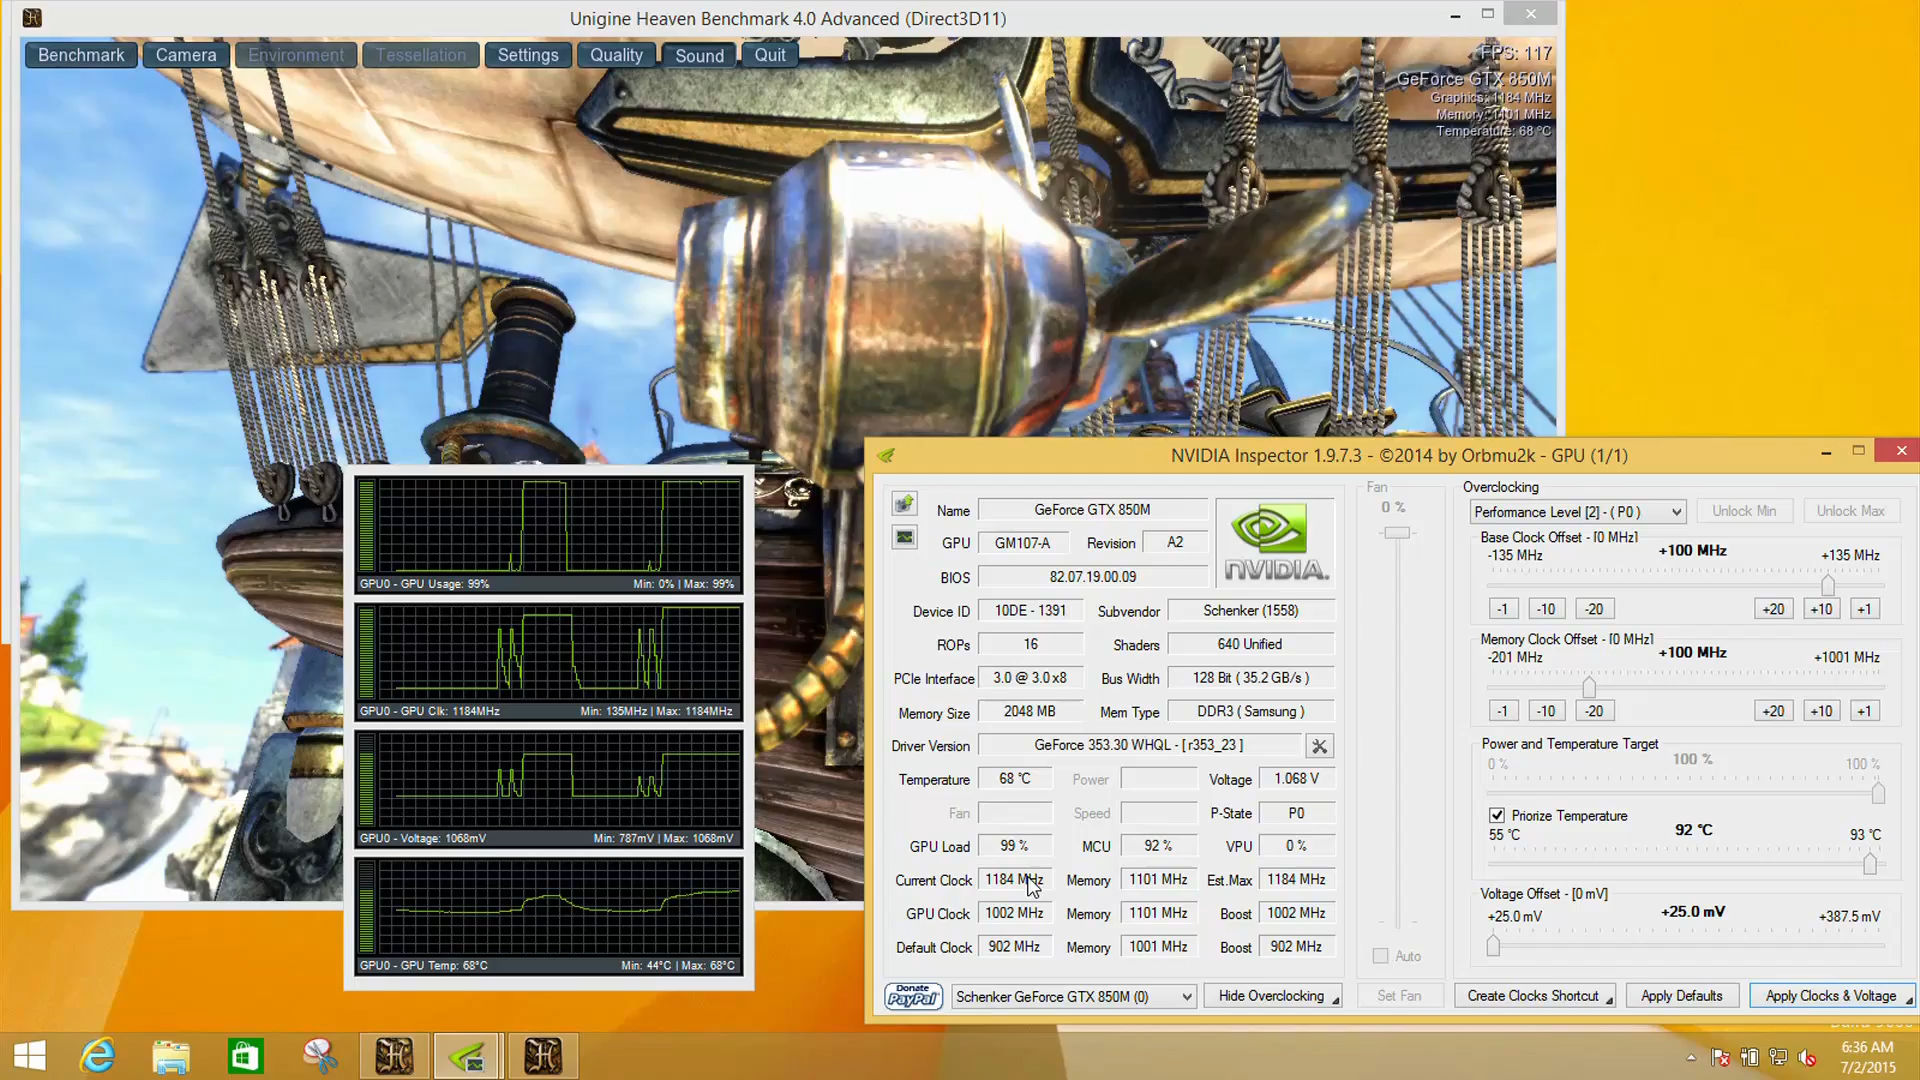 Unigine Heaven Benchmark 4.0 Advanced (Direct3D11)
Benchmark
Camera
Environment
Tessellation
Settings
Quality
Sound
Quit
FPS: 117
GeForce GTX 850M
Graphics: 1184 MHz
Memory: 1101 MHz
Temperature: 68 °C
GPU0 - GPU Usage: 99% Min: 0% | Max: 99%
GPU0 - GPU Clk: 1184MHz Min: 135MHz | Max: 1184MHz
GPU0 - Voltage: 1068mV Min: 787mV | Max: 1068mV
GPU0 - GPU Temp: 68°C Min: 44°C | Max: 68°C
NVIDIA Inspector 1.9.7.3 - ©2014 by Orbmu2k - GPU (1/1)
Name GeForce GTX 850M
GPU GM107-A Revision A2
NVIDIA.
BIOS 82.07.19.00.09
Device ID 10DE - 1391 Subvendor Schenker (1558)
ROPs 16 Shaders 640 Unified
PCIe Interface 3.0 @ 3.0 x8 Bus Width 128 Bit ( 35.2 GB/s )
Memory Size 2048 MB Mem Type DDR3 ( Samsung )
Driver Version GeForce 353.30 WHQL - [ r353_23 ]
Temperature 68 °C Power Voltage 1.068 V
Fan Speed P-State P0
GPU Load 99 % MCU 92 % VPU 0 %
Current Clock 1184 MHz Memory 1101 MHz Est.Max 1184 MHz
GPU Clock 1002 MHz Memory 1101 MHz Boost 1002 MHz
Default Clock 902 MHz Memory 1001 MHz Boost 902 MHz
Donate
PayPal
Schenker GeForce GTX 850M (0)
Hide Overclocking
Fan
0 %
Auto
Set Fan
Overclocking
Performance Level [2] - ( P0 )
Unlock Min
Unlock Max
Base Clock Offset - [0 MHz]
-135 MHz +100 MHz +135 MHz
-1 -10 -20 +20 +10 +1
Memory Clock Offset - [0 MHz]
-201 MHz +100 MHz +1001 MHz
-1 -10 -20 +20 +10 +1
Power and Temperature Target
0 % 100 % 100 %
Priorize Temperature
55 °C 92 °C 93 °C
Voltage Offset - [0 mV]
+25.0 mV +25.0 mV +387.5 mV
Create Clocks Shortcut
Apply Defaults
Apply Clocks & Voltage
6:36 AM
7/2/2015